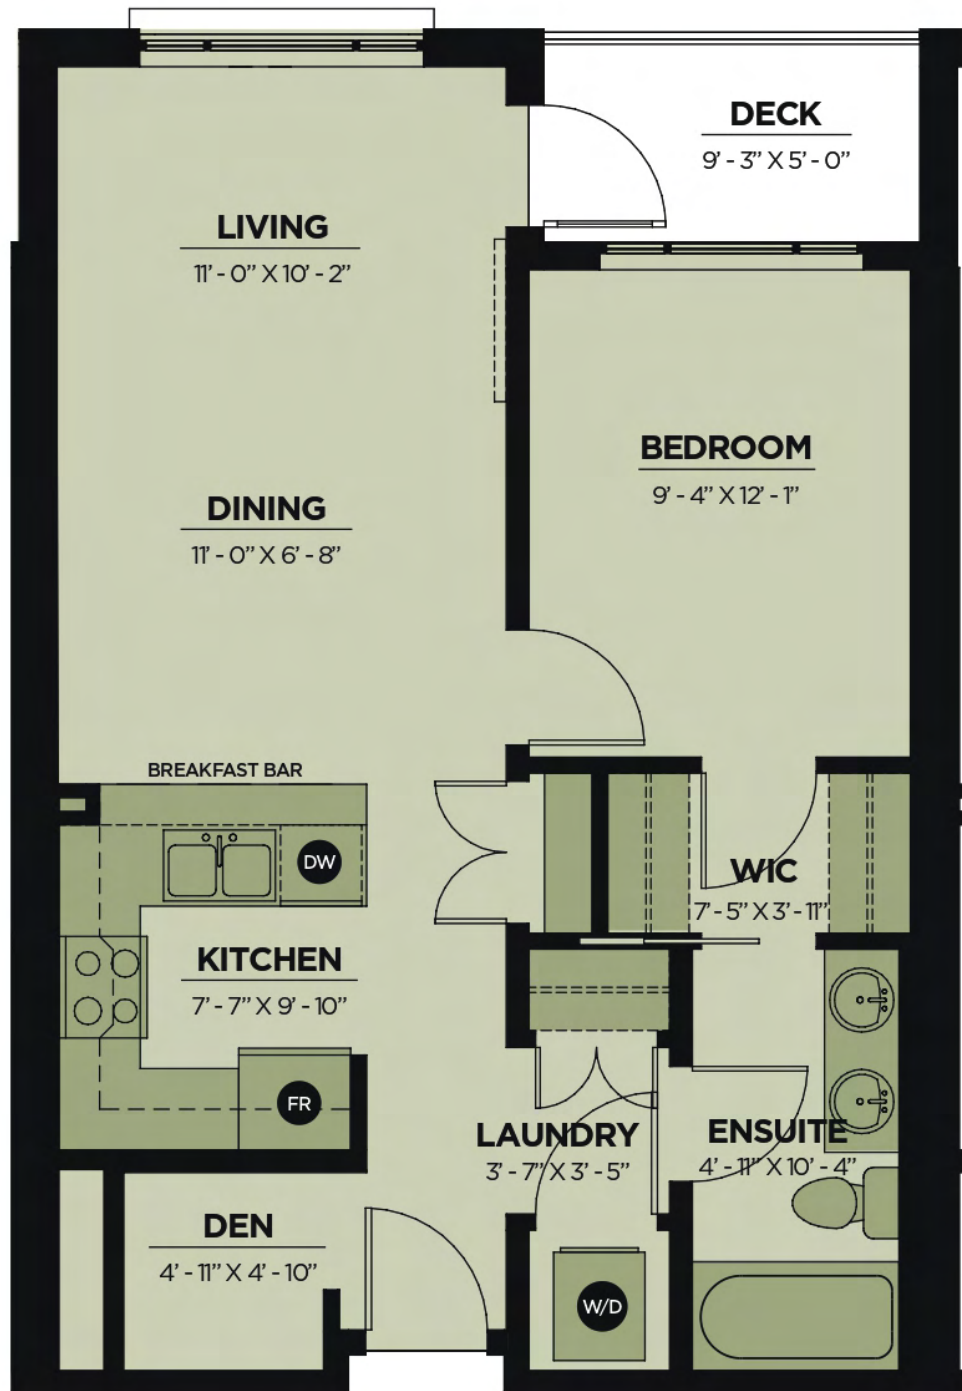 DECK
9' - 3" X 5' - 0"
LIVING
11' - 0" X 10' - 2"
BEDROOM
9' - 4" X 12' - 1"
DINING
11' - 0" X 6' - 8"
BREAKFAST BAR
DW
WIC
7' - 5" X 3' - 11"
KITCHEN
7' - 7" X 9' - 10"
FR
LAUNDRY
3' - 7" X 3' - 5"
ENSUITE
4' - 11" X 10' - 4"
DEN
4' - 11" X 4' - 10"
W/D